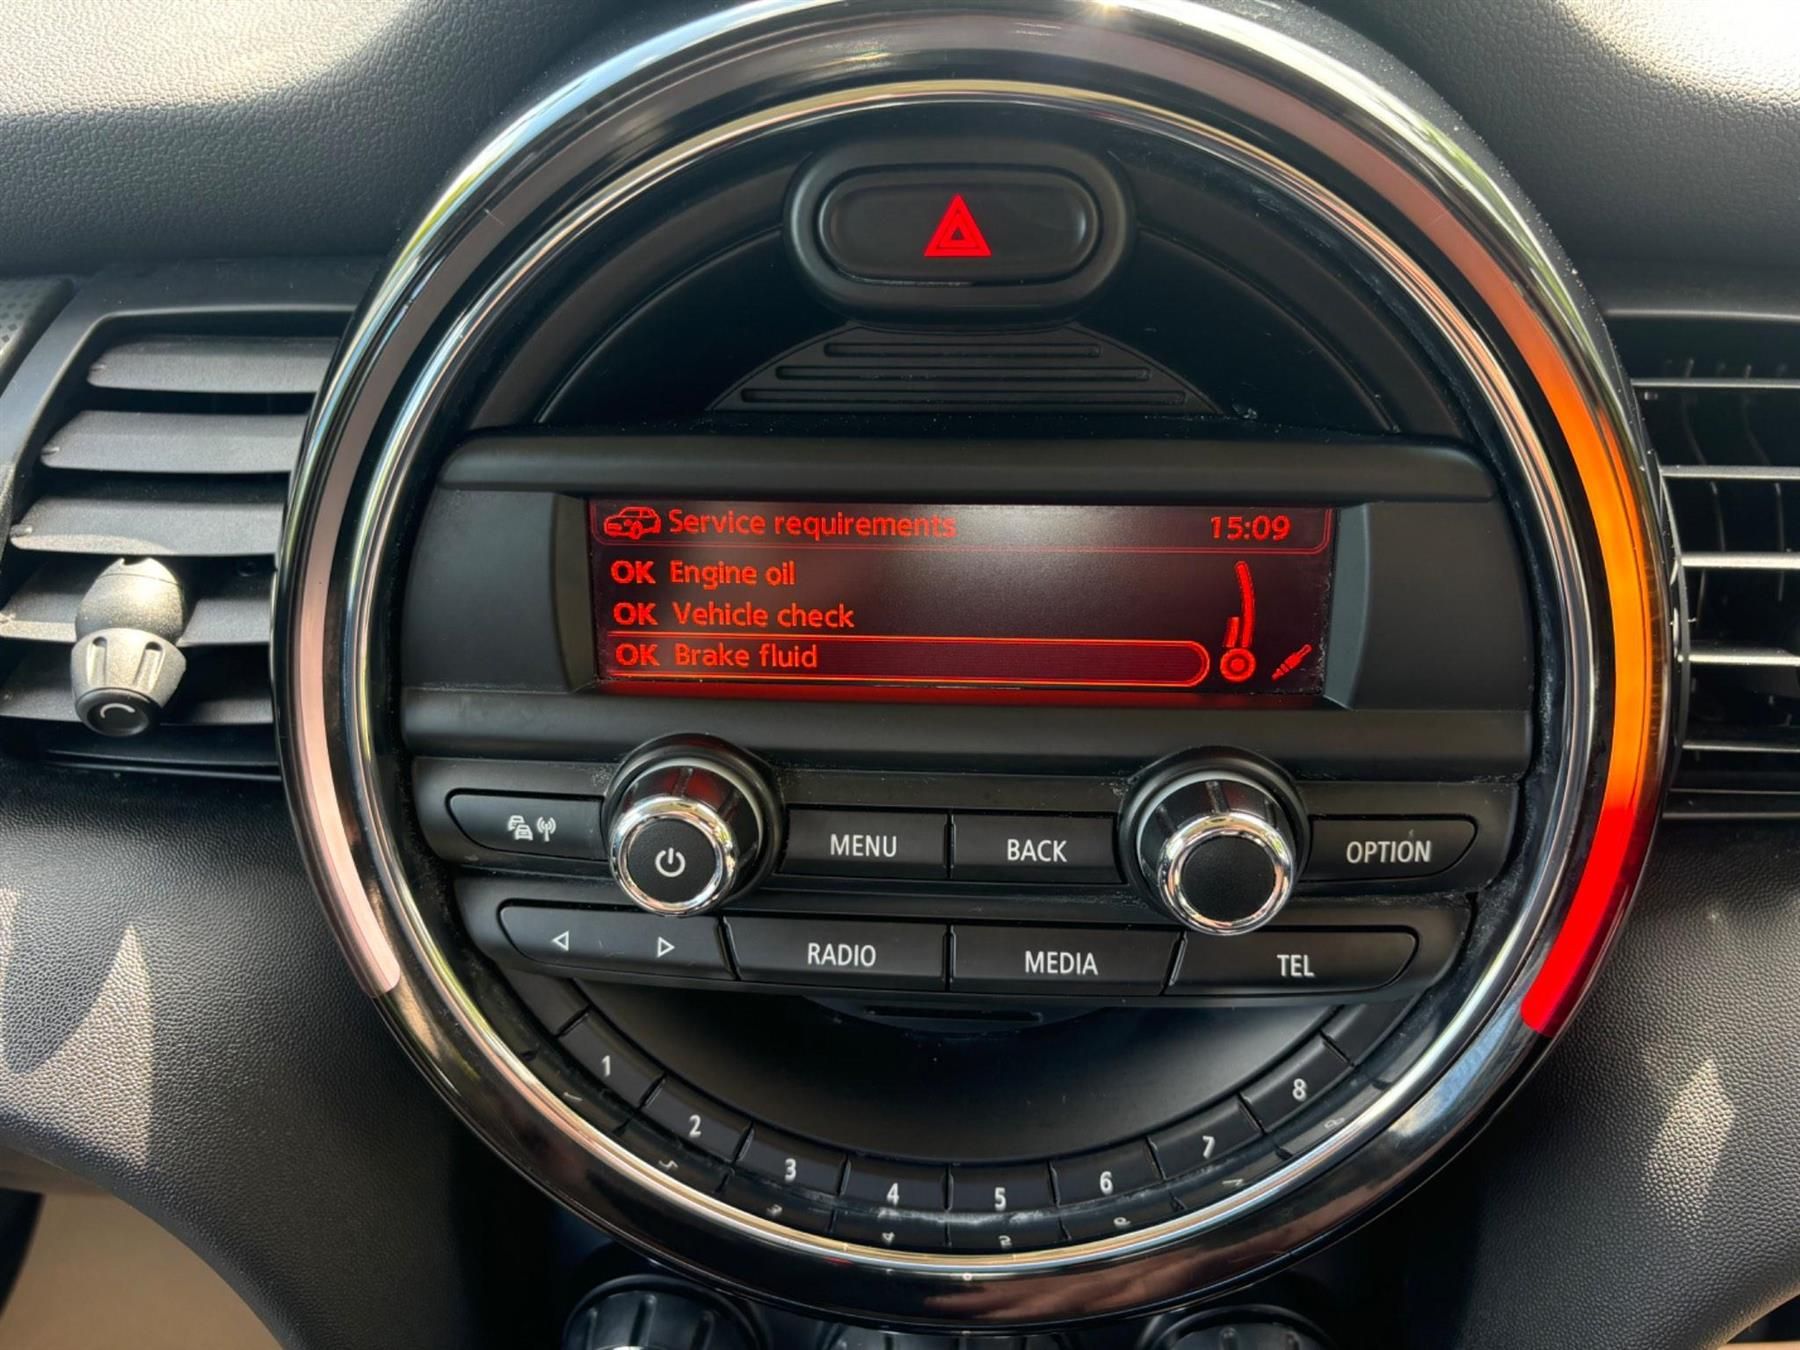 Service requirements 15:09
OK Engine oil
OK Vehicle check
OK Brake fluid
MENU BACK OPTION
RADIO MEDIA TEL
1 2 3 4 5 6 7 8